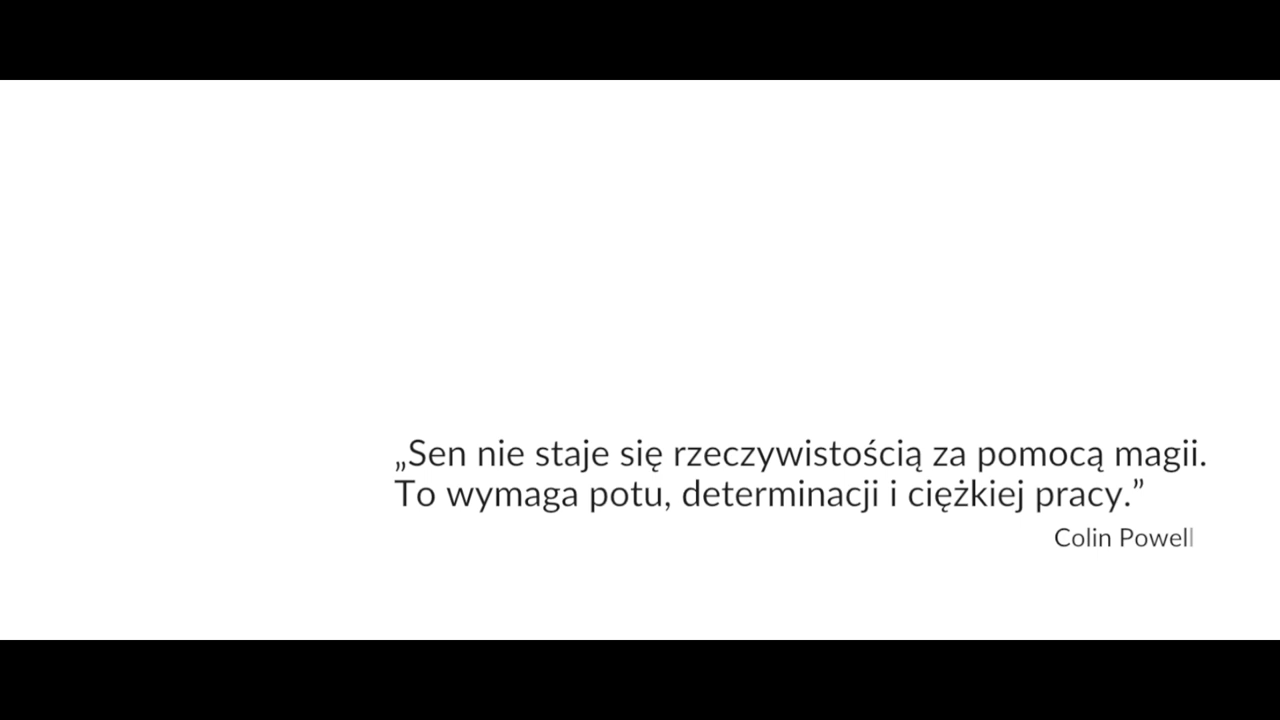 „Sen nie staje się rzeczywistością za pomocą magii.
To wymaga potu, determinacji i ciężkiej pracy.”
Colin Powell